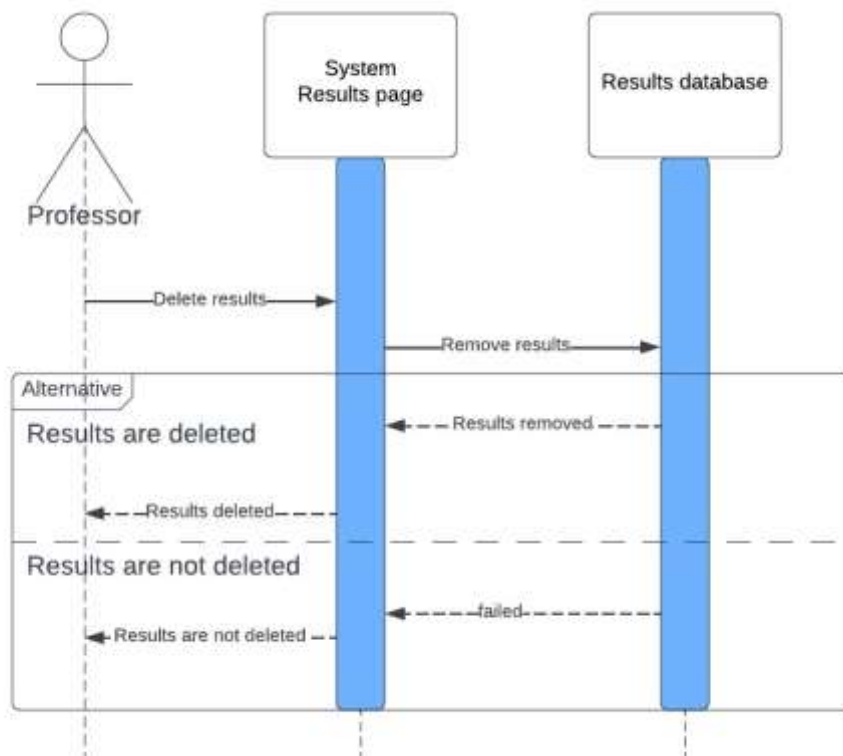 System
Results page
Results database
Professor
Delete results
Remove results
Alternative
Results are deleted
Results removed
Results deleted
Results are not deleted
failed
Results are not deleted